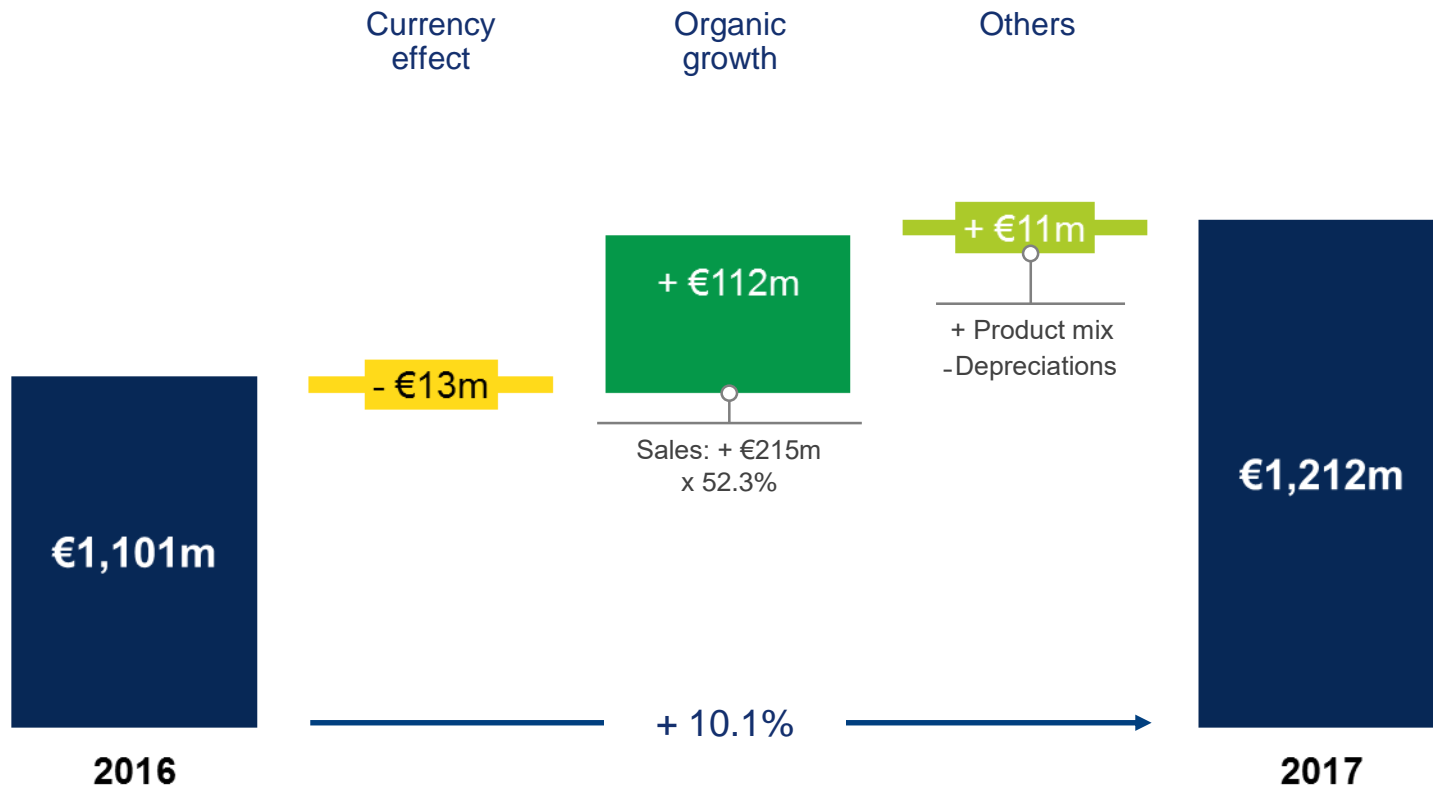 Currency
effect
Organic
growth
Others
+ €11m
+ €112m
+ Product mix
-Depreciations
- €13m
Sales: + €215m
x 52.3%
€1,212m
€1,101m
+ 10.1%
2016
2017